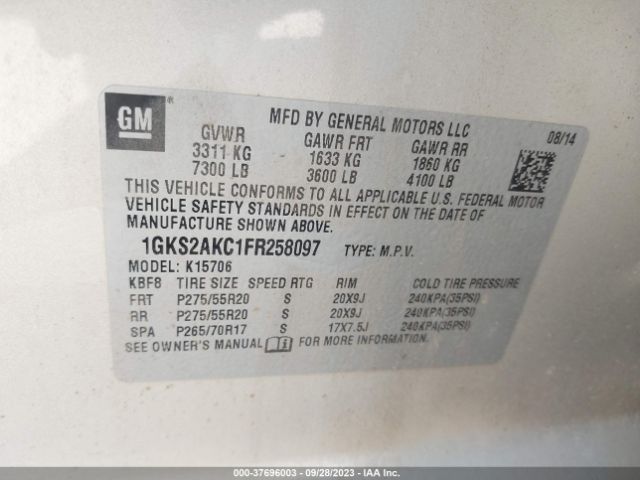 GM
MFD BY GENERAL MOTORS LLC
08/14
GVWR GAWR FRT GAWR RR
3311 KG 1633 KG 1860 KG
7300 LB 3600 LB 4100 LB
THIS VEHICLE CONFORMS TO ALL APPLICABLE U.S. FEDERAL MOTOR
VEHICLE SAFETY STANDARDS IN EFFECT ON THE DATE OF
MANUFACTURE SHOWN ABOVE.
1GKS2AKC1FR258097 TYPE: M.P.V.
MODEL: K15706
KBF8 TIRE SIZE SPEED RTG RIM COLD TIRE PRESSURE
FRT P275/55R20 S 20X9J 240KPA(35PSI)
RR P275/55R20 S 20X9J 240KPA(35PSI)
SPA P265/70R17 S 17X7.5J 240KPA(35PSI)
SEE OWNER'S MANUAL FOR MORE INFORMATION.
000-37696003 - 09/28/2023 - IAA Inc.